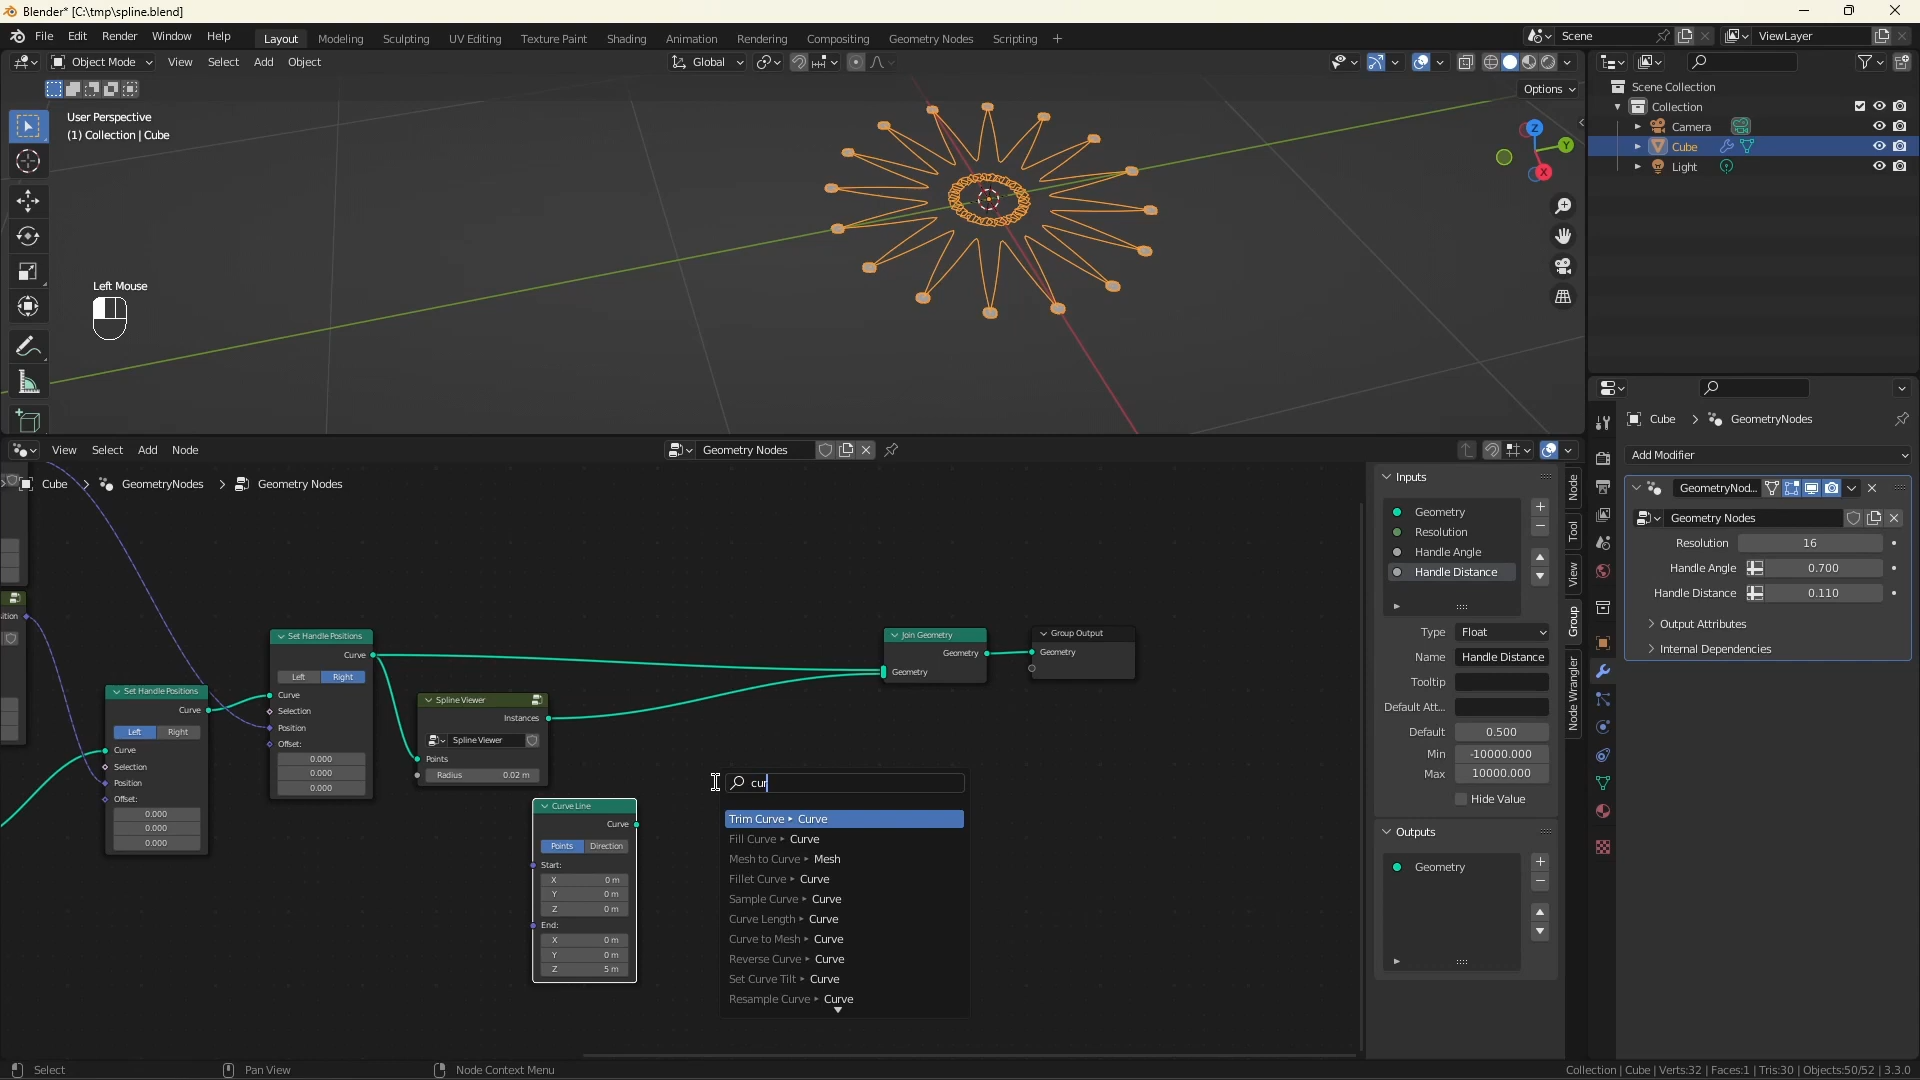 Blender* [C:\tmp\spline.blend]
File Edit Render Window Help Layout Modeling Sculpting UV Editing Texture Paint Shading Animation Rendering Compositing Geometry Nodes Scripting + Scene ViewLayer
Object Mode View Select Add Object Global
Options
User Perspective
(1) Collection | Cube
Left Mouse
Z
Y
X
Scene Collection
Collection
Camera
Cube
Light
View Select Add Node Geometry Nodes
Cube > GeometryNodes > Geometry Nodes
Set Handle Positions
Curve
Left Right
Curve
Selection
Position
Offset:
0.000
0.000
0.000
Set Handle Positions
Curve
Left Right
Curve
Selection
Position
Offset:
0.000
0.000
0.000
Spline Viewer
Instances
Spline Viewer
Points
Radius 0.02 m
Curve Line
Curve
Points Direction
Start:
X 0 m
Y 0 m
Z 0 m
End:
X 0 m
Y 0 m
Z 5 m
cur
Trim Curve ▸ Curve
Fill Curve ▸ Curve
Mesh to Curve ▸ Mesh
Fillet Curve ▸ Curve
Sample Curve ▸ Curve
Curve Length ▸ Curve
Curve to Mesh ▸ Curve
Reverse Curve ▸ Curve
Set Curve Tilt ▸ Curve
Resample Curve ▸ Curve
Join Geometry
Geometry
Geometry
Group Output
Geometry
Inputs
Geometry
Resolution
Handle Angle
Handle Distance
Type Float
Name Handle Distance
Tooltip
Default Att...
Default 0.500
Min -10000.000
Max 10000.000
Hide Value
Outputs
Geometry
Node
Tool
View
Group
Node Wrangler
Cube > GeometryNodes
Add Modifier
GeometryNod...
Geometry Nodes
Resolution 16
Handle Angle 0.700
Handle Distance 0.110
Output Attributes
Internal Dependencies
Select Pan View Node Context Menu
Collection | Cube | Verts:32 | Faces:1 | Tris:30 | Objects:50/52 | 3.3.0